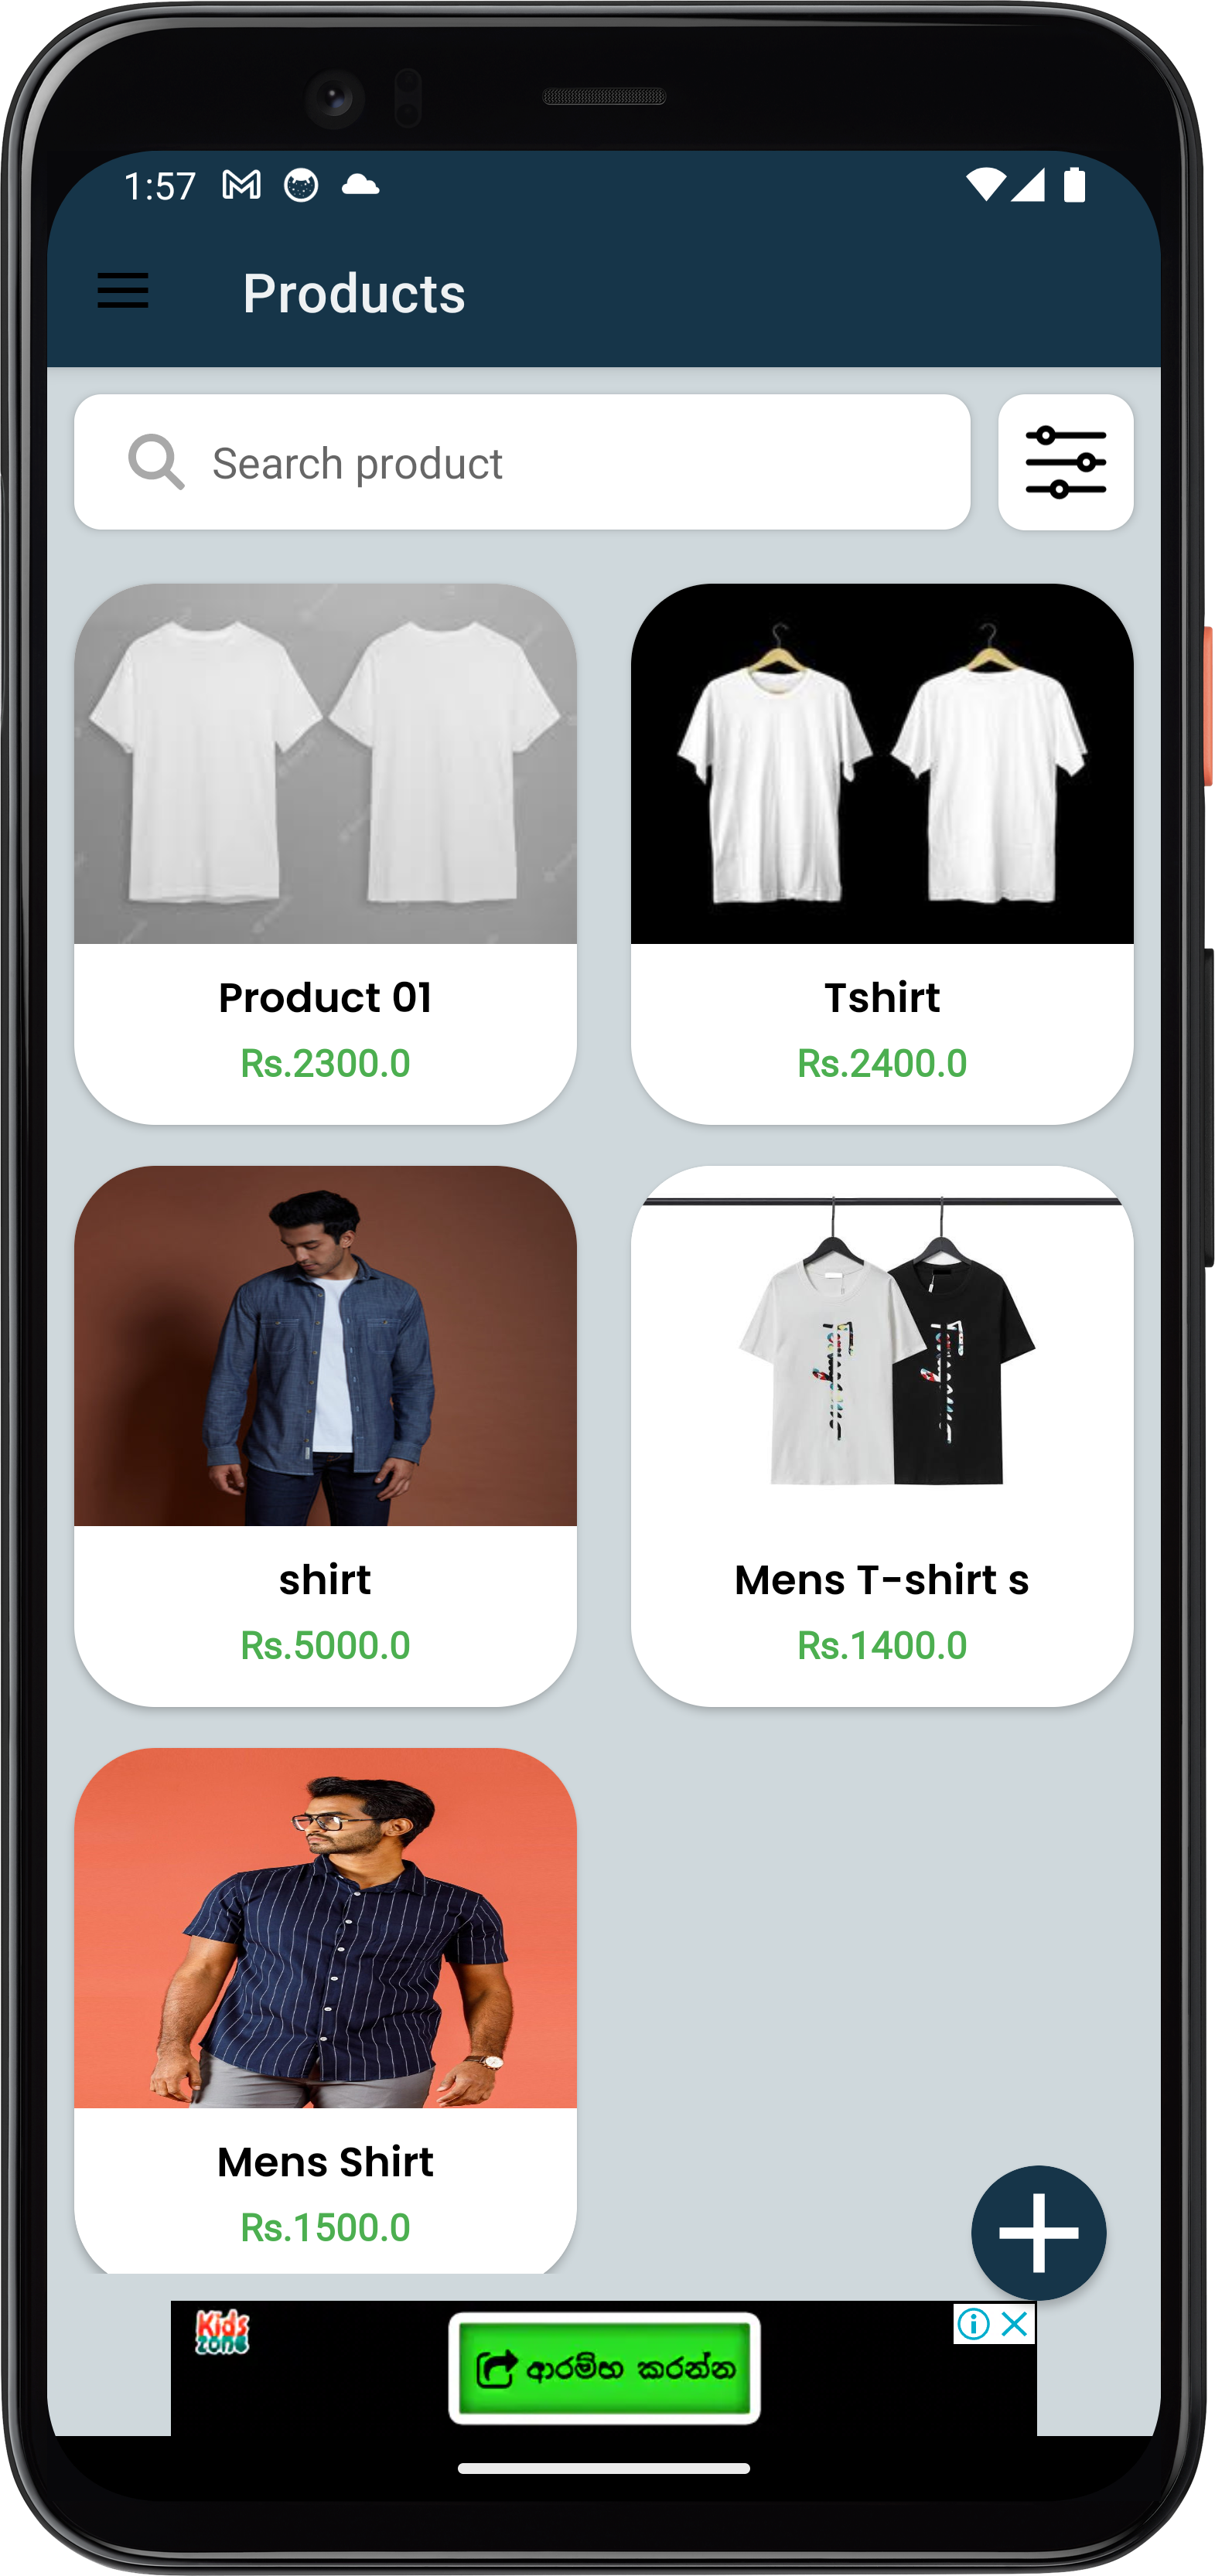 1:57
Products
Search product
Product 01
Rs.2300.0
Tshirt
Rs.2400.0
shirt
Rs.5000.0
Mens T-shirt s
Rs.1400.0
Mens Shirt
Rs.1500.0
Kids
zone
ආරම්භ කරන්න